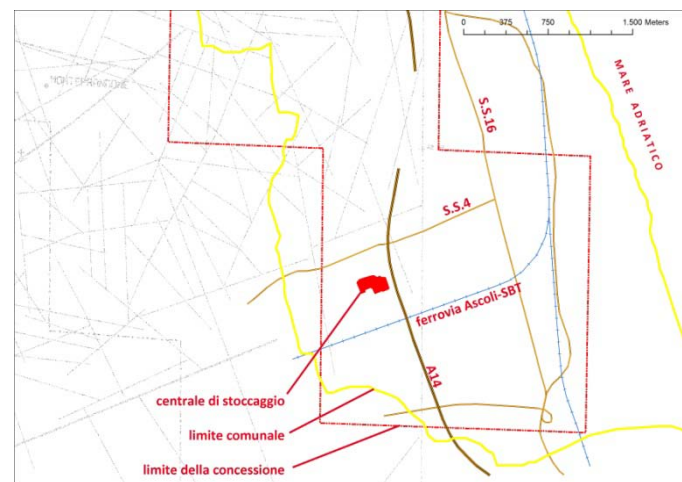 0 375 750 1.500 Meters
MARE ADRIATICO
S.S.16
S.S.4
ferrovia Ascoli-SBT
A14
centrale di stoccaggio
limite comunale
limite della concessione